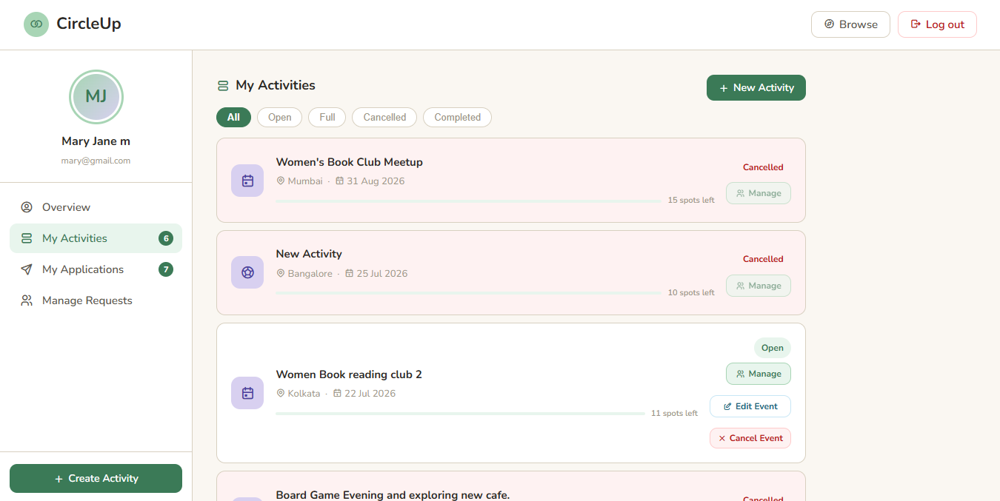 CircleUp
Browse
Log out
MJ
Mary Jane m
mary@gmail.com
Overview
My Activities 6
My Applications 7
Manage Requests
+ Create Activity
My Activities
+ New Activity
All Open Full Cancelled Completed
Women's Book Club Meetup
Mumbai · 31 Aug 2026
15 spots left
Cancelled
Manage
New Activity
Bangalore · 25 Jul 2026
10 spots left
Cancelled
Manage
Women Book reading club 2
Kolkata · 22 Jul 2026
11 spots left
Open
Manage
Edit Event
Cancel Event
Board Game Evening and exploring new cafe.
Cancelled